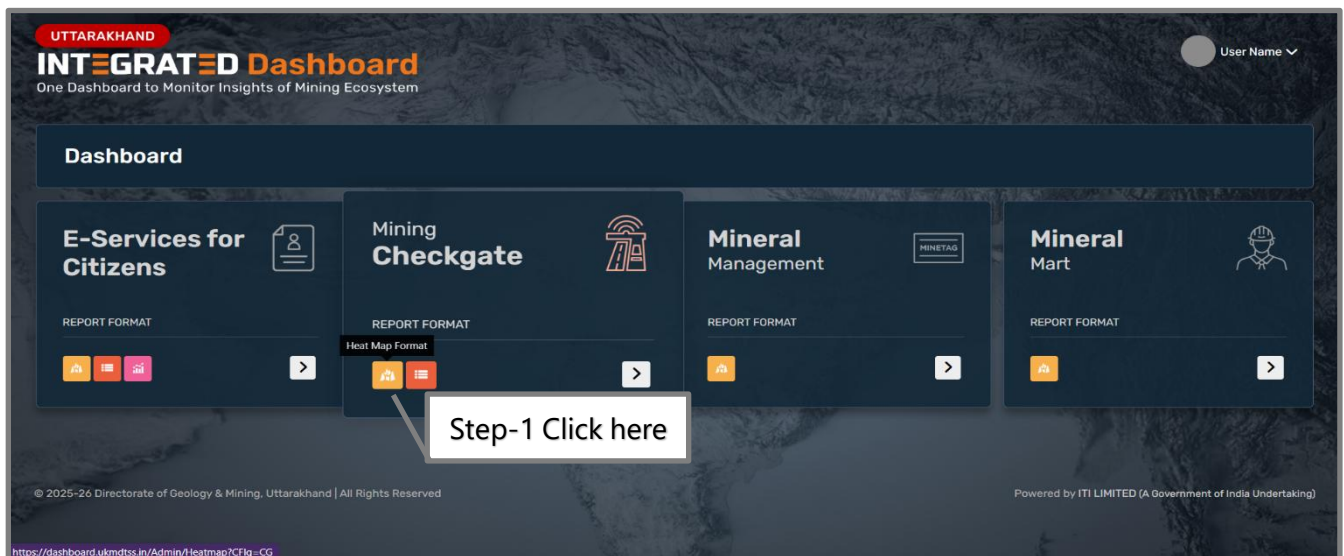 UTTARAKHAND
INTEGRATED Dashboard
One Dashboard to Monitor Insights of Mining Ecosystem
User Name
Dashboard
E-Services for
Citizens
REPORT FORMAT
Mining
Checkgate
REPORT FORMAT
Heat Map Format
Mineral
Management
MINETAG
REPORT FORMAT
Mineral
Mart
REPORT FORMAT
Step-1 Click here
© 2025-26 Directorate of Geology & Mining, Uttarakhand | All Rights Reserved
Powered by ITI LIMITED (A Government of India Undertaking)
https://dashboard.ukmdtss.in/Admin/Heatmap?CFlg=CG